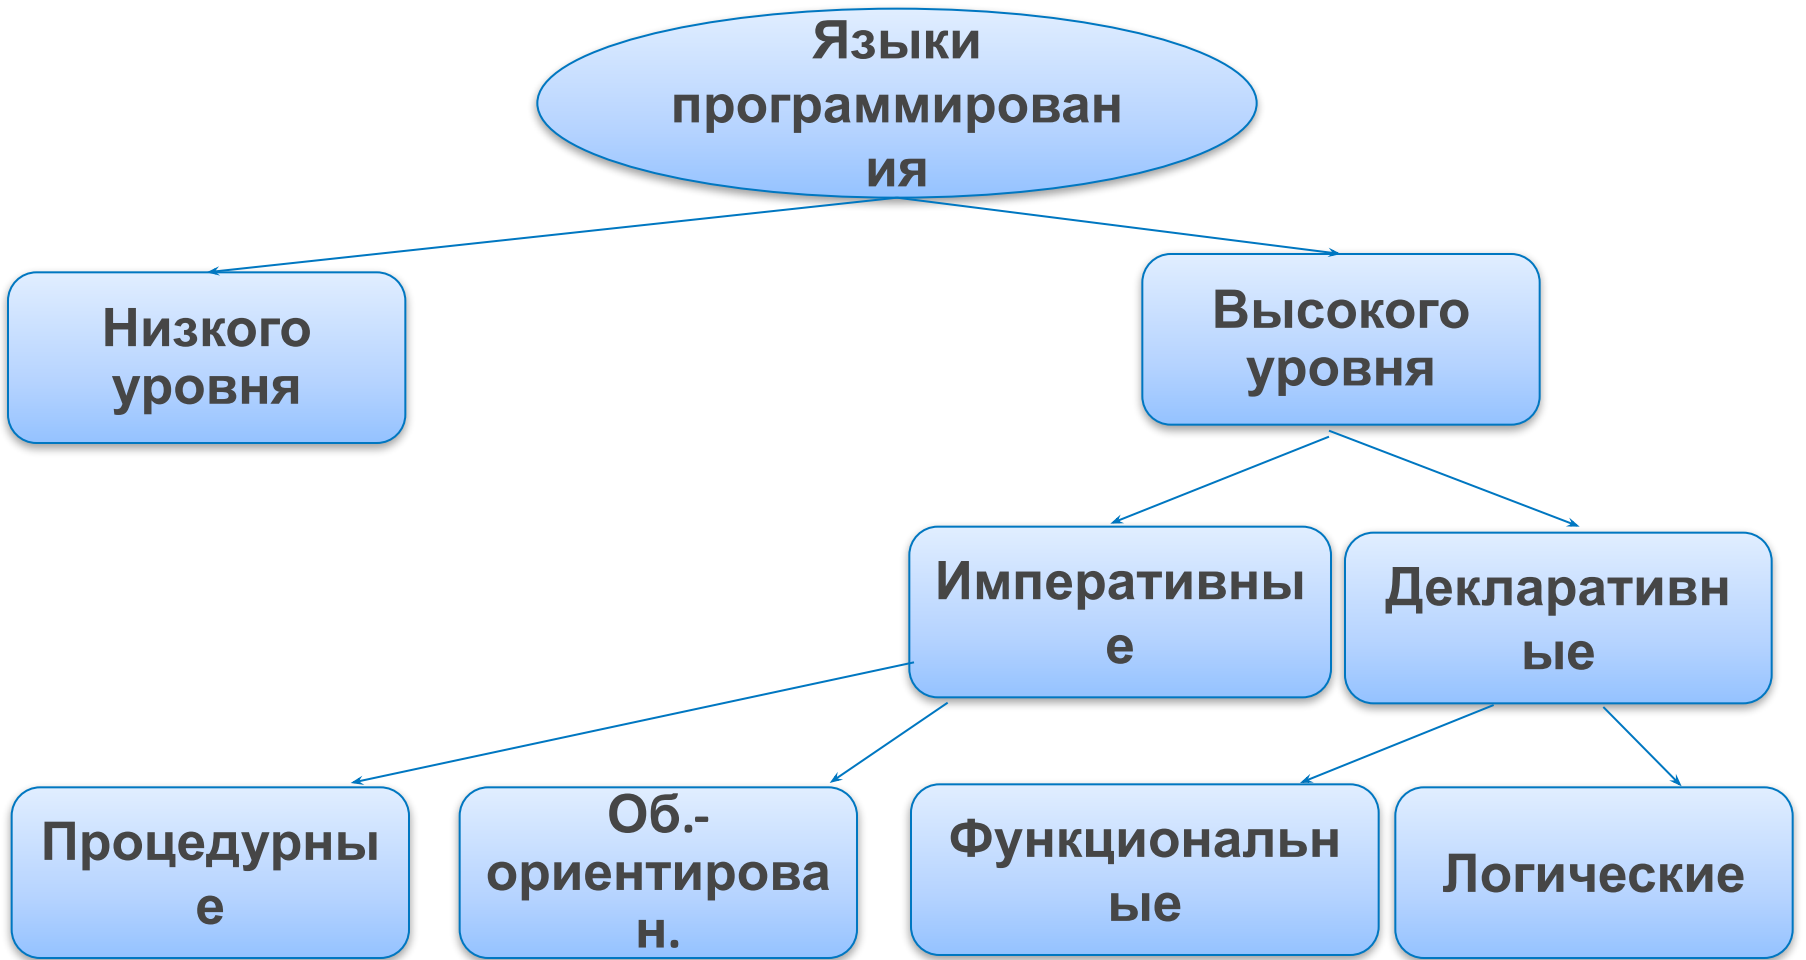 Языки
программирован
ия
Низкого
уровня
Высокого
уровня
Императивны
е
Декларативн
ые
Процедурны
е
Об.-
ориентирова
н.
Функциональн
ые
Логические